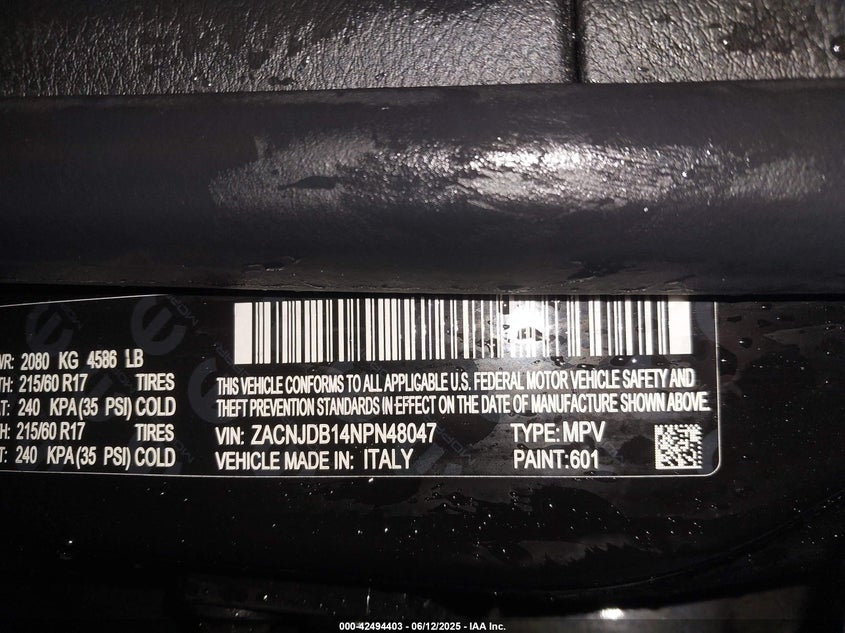 WR: 2080 KG 4586 LB
TH: 215/60 R17 TIRES
T: 240 KPA(35 PSI) COLD
H: 215/60 R17 TIRES
T: 240 KPA(35 PSI) COLD
THIS VEHICLE CONFORMS TO ALL APPLIGABLE U.S. FEDERAL MOTOR VEHICLE SAFETY AND
THEFT PREVENTION STANDARDS IN EFFECT ON THE DATE OF MANUFACTURE SHOWN ABOVE.
VIN: ZACNJDB14NPN48047 TYPE: MPV
VEHICLE MADE IN: ITALY PAINT: 601
000-42494403 - 06/12/2025 - IAA Inc.